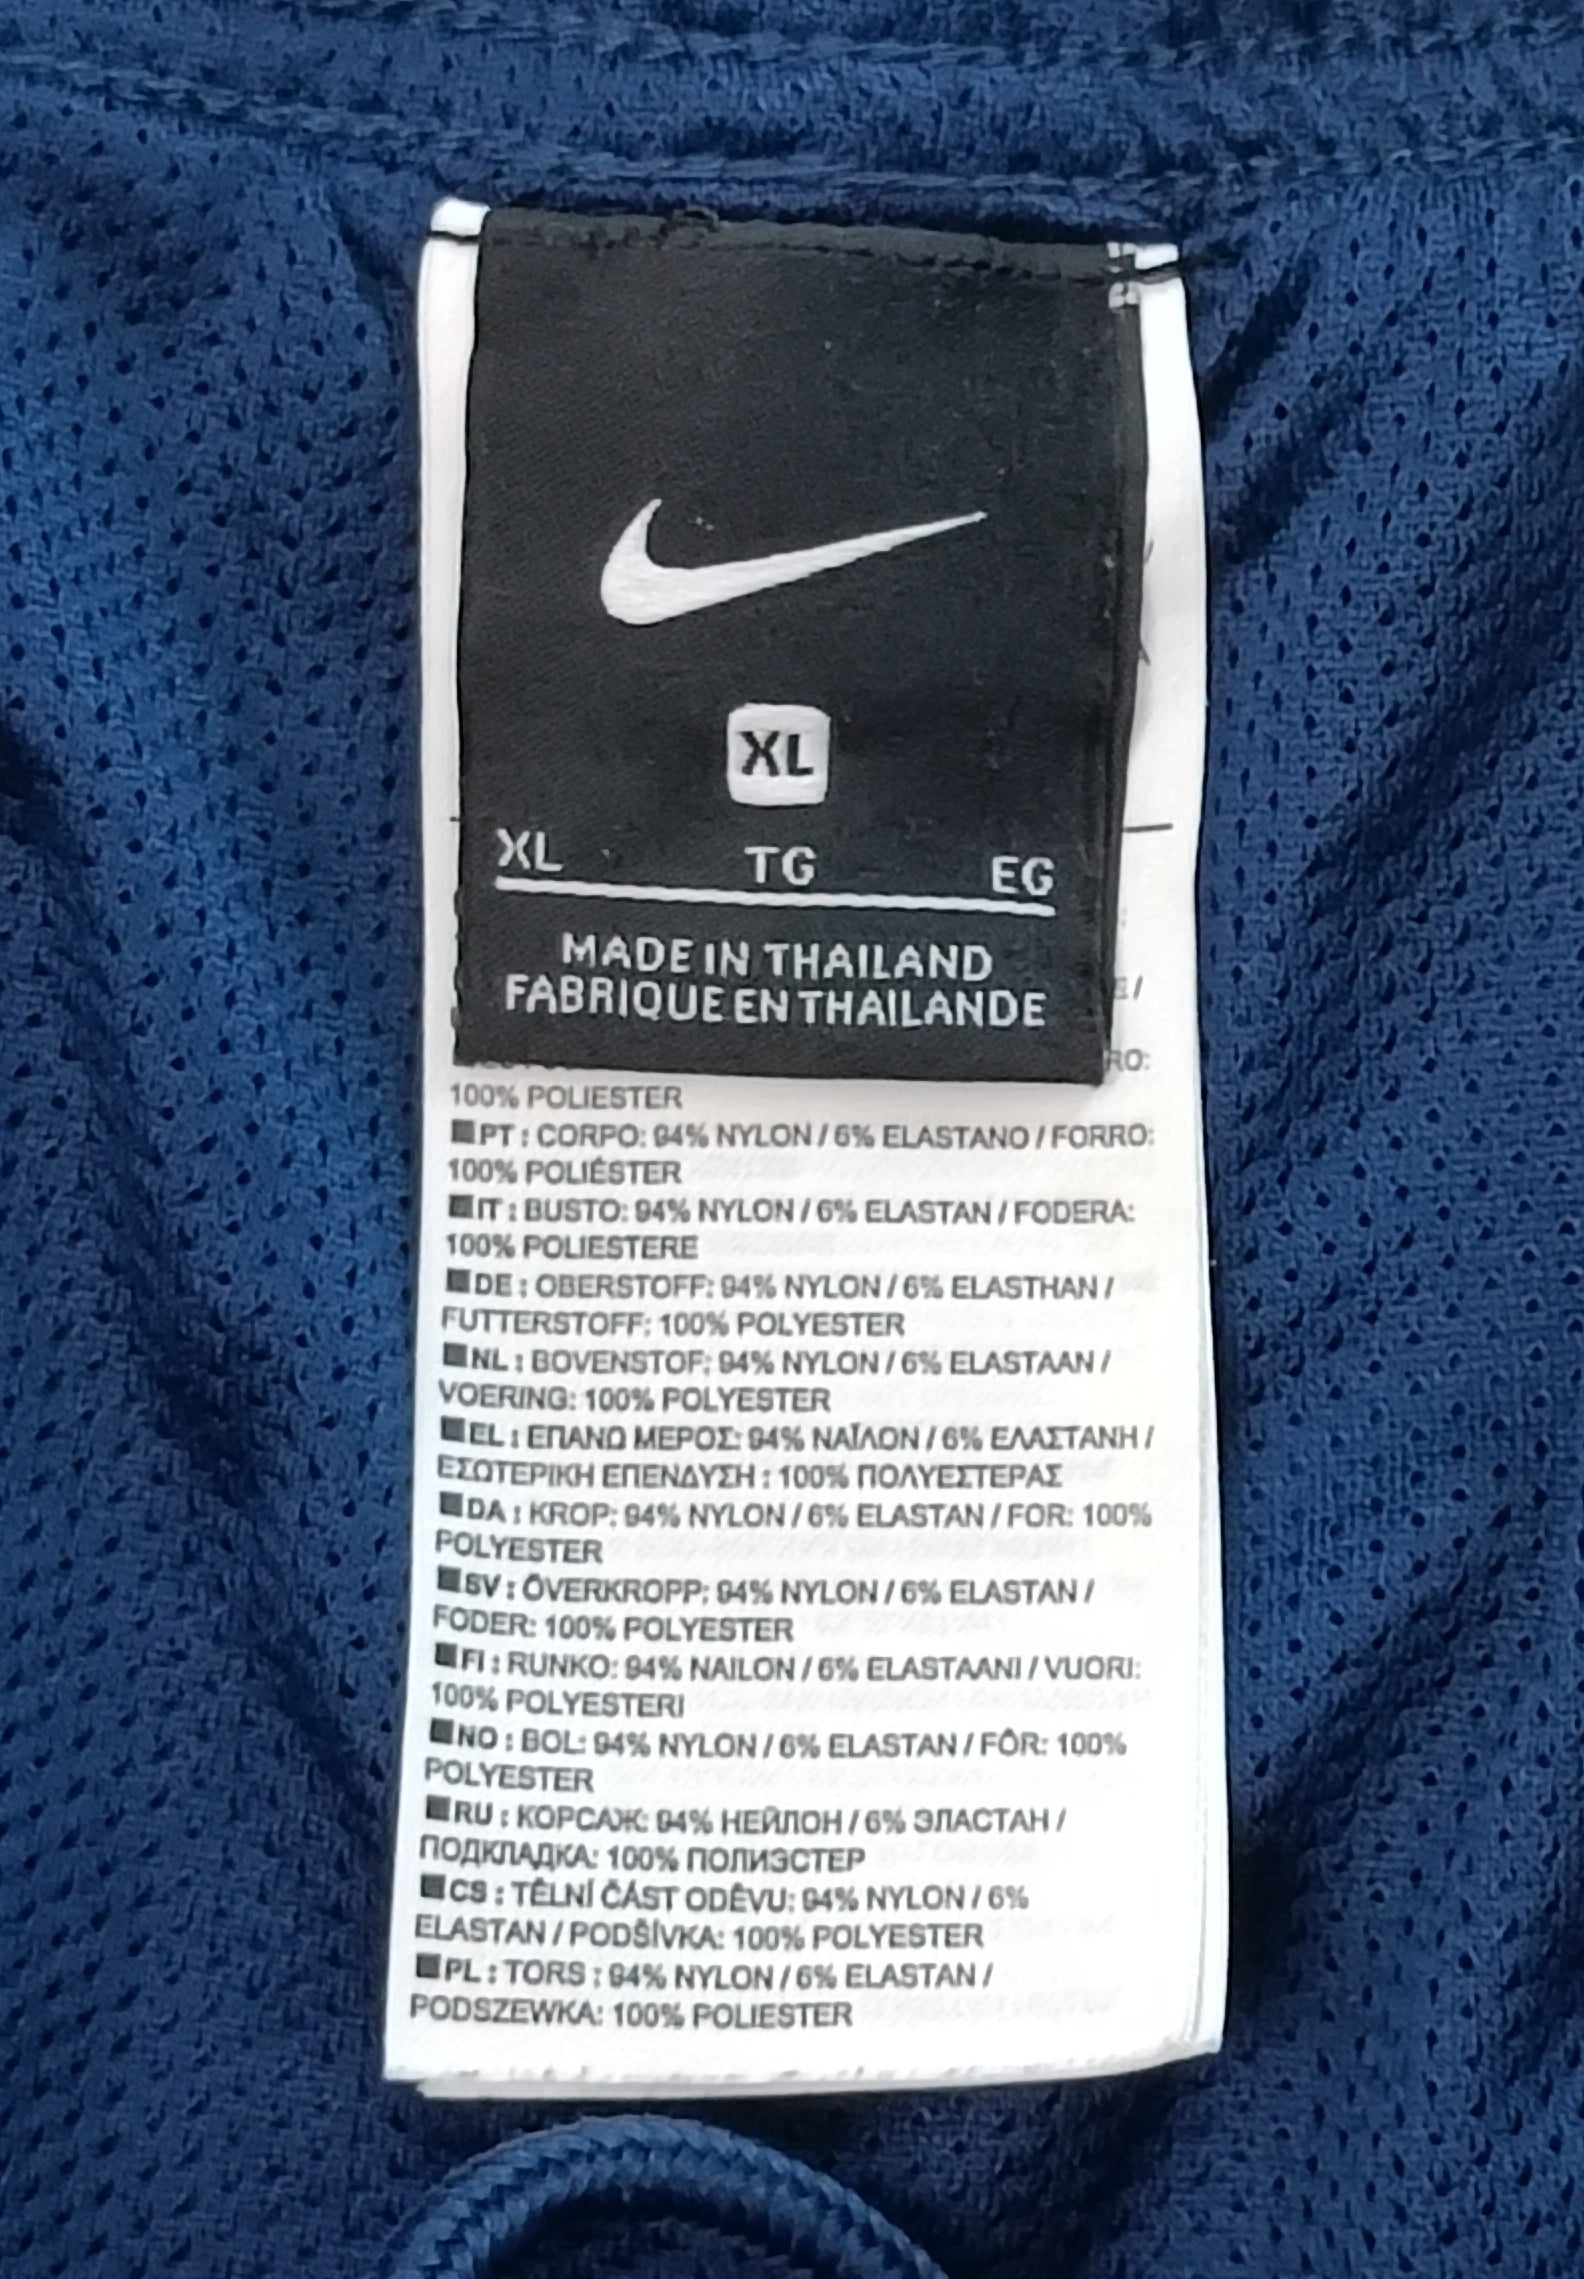 XL
XL TG EG
MADE IN THAILAND
FABRIQUE EN THAILANDE
RO:
100% POLIESTER
PT : CORPO: 94% NYLON / 6% ELASTANO / FORRO:
100% POLIÉSTER
IT : BUSTO: 94% NYLON / 6% ELASTAN / FODERA:
100% POLIESTERE
DE : OBERSTOFF: 94% NYLON / 6% ELASTHAN /
FUTTERSTOFF: 100% POLYESTER
NL : BOVENSTOF: 94% NYLON / 6% ELASTAAN /
VOERING: 100% POLYESTER
EL : ΕΠΑΝΩ ΜΕΡΟΣ: 94% ΝΑΪΛΟΝ / 6% ΕΛΑΣΤΑΝΗ /
ΕΣΩΤΕΡΙΚΗ ΕΠΕΝΔΥΣΗ : 100% ΠΟΛΥΕΣΤΕΡΑΣ
DA : KROP: 94% NYLON / 6% ELASTAN / FOR: 100%
POLYESTER
SV : ÖVERKROPP: 94% NYLON / 6% ELASTAN /
FODER: 100% POLYESTER
FI : RUNKO: 94% NAILON / 6% ELASTAANI / VUORI:
100% POLYESTERI
NO : BOL: 94% NYLON / 6% ELASTAN / FÔR: 100%
POLYESTER
RU : КОРСАЖ: 94% НЕЙЛОН / 6% ЭЛАСТАН /
ПОДКЛАДКА: 100% ПОЛИЭСТЕР
CS : TĚLNÍ ČÁST ODĚVU: 94% NYLON / 6%
ELASTAN / PODŠÍVKA: 100% POLYESTER
PL : TORS : 94% NYLON / 6% ELASTAN /
PODSZEWKA: 100% POLIESTER